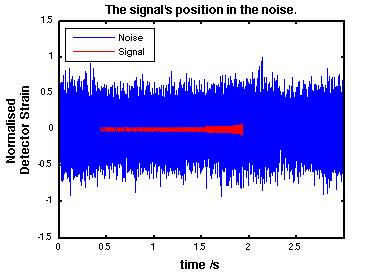 The signal's position in the noise.
1.5
1
0.5
0
-0.5
-1
-1.5
Noise
Signal
Normalised
Detector Strain
0 0.5 1 1.5 2 2.5
time /s